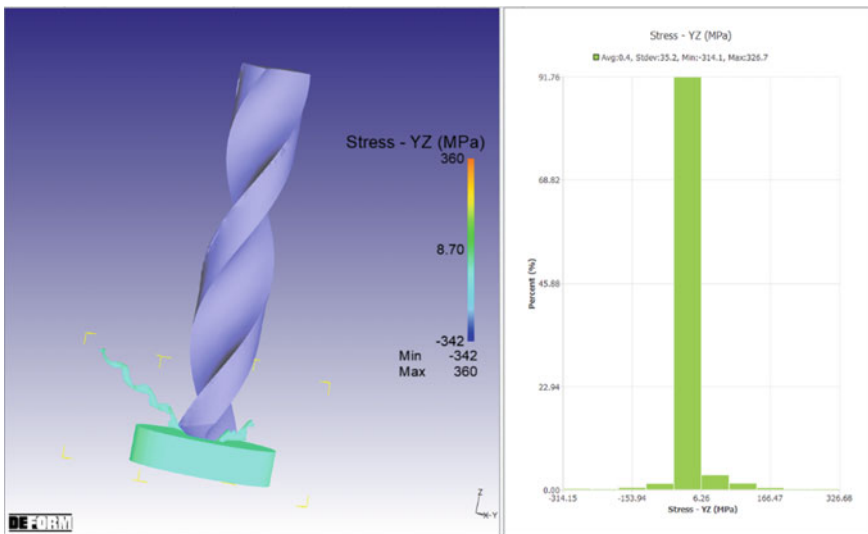 Stress - YZ (MPa)
360
8.70
-342
Min -342
Max 360
Z
X-Y
DEFORM
Stress - YZ (MPa)
Avg:0.4, Stdev:35.2, Min:-314.1, Max:326.7
91.76
68.82
45.88
22.94
0.00
Percent (%)
-314.15 -153.94 6.26 166.47 326.66
Stress - YZ (MPa)